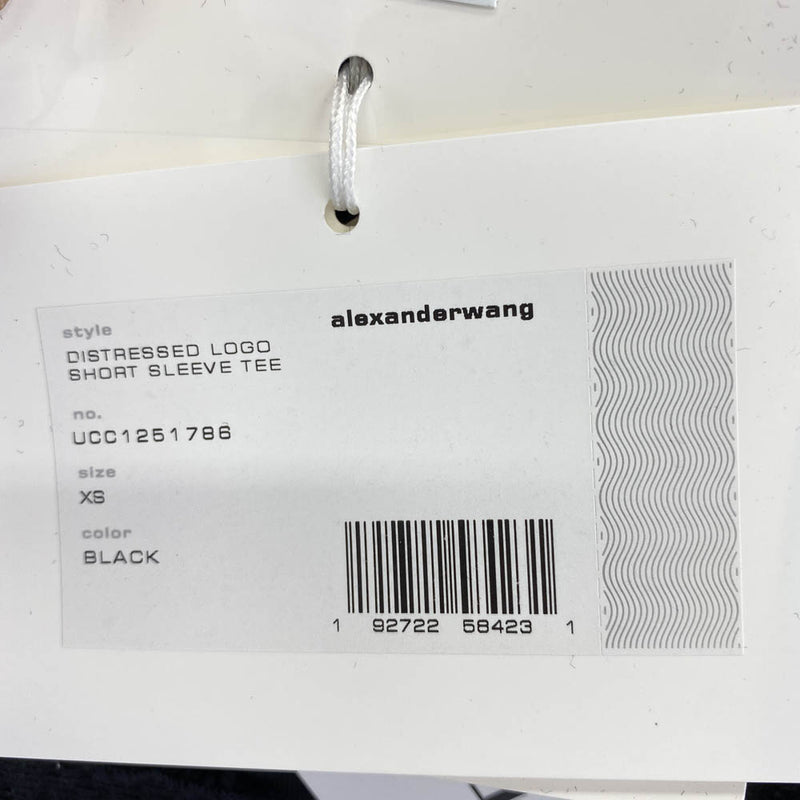 alexanderwang
style
DISTRESSED LOGO
SHORT SLEEVE TEE
no.
UCC1251786
size
XS
color
BLACK
1 92722 58423 1